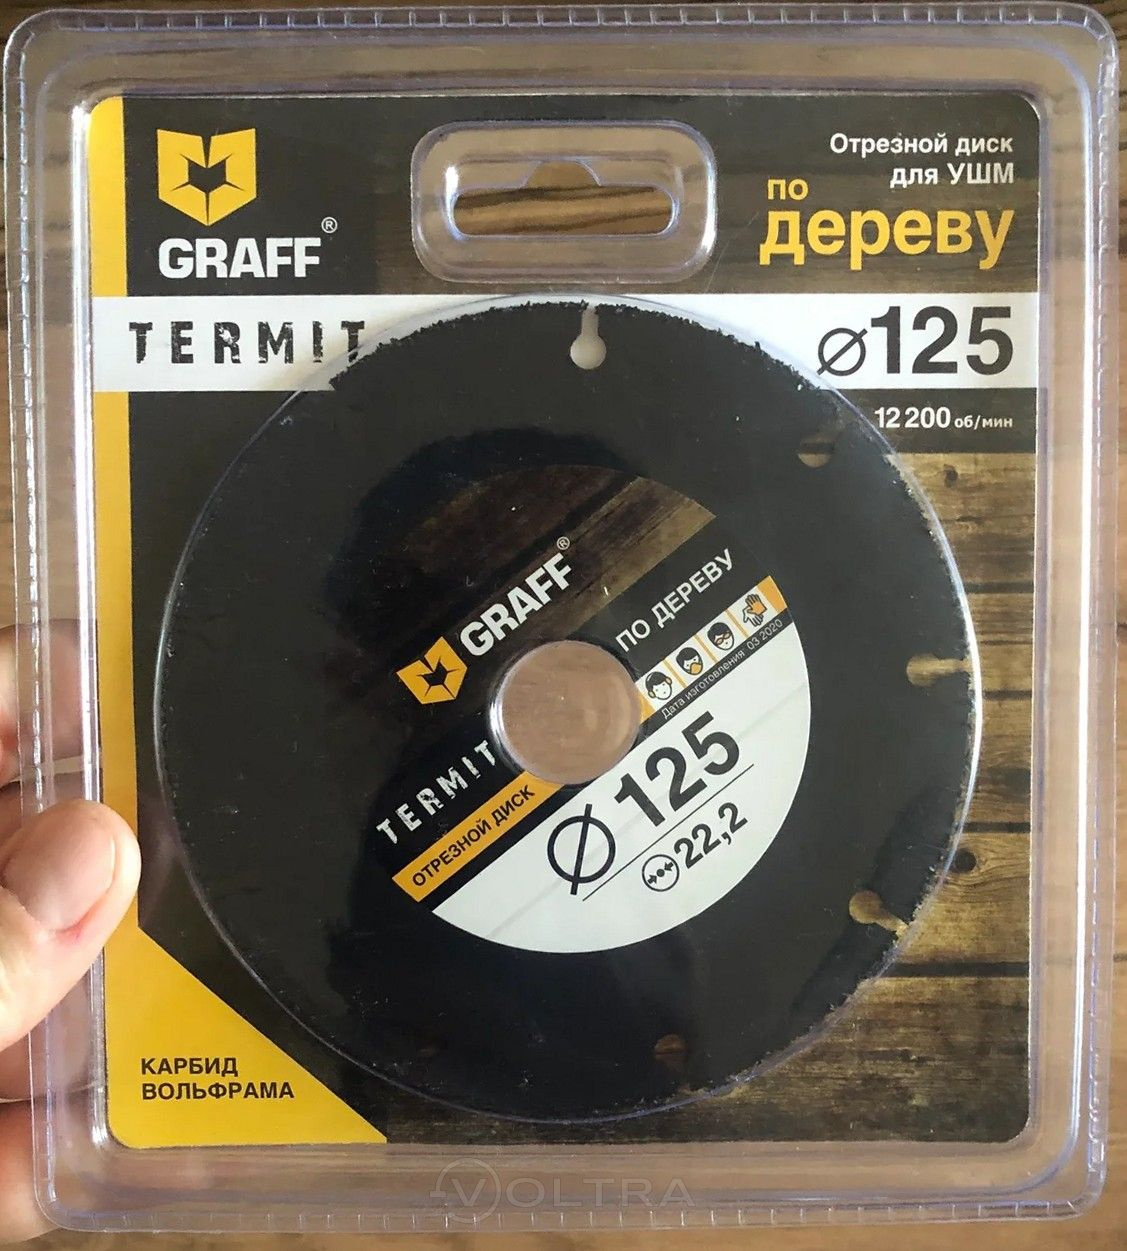 GRAFF®
Отрезной диск
для УШМ
по
дереву
TERMIT
⌀125
12 200 об/мин
GRAFF®
ПО ДЕРЕВУ
Дата изготовления 03 2020
TERMIT
ОТРЕЗНОЙ ДИСК
⌀ 125
22,2
КАРБИД
ВОЛЬФРАМА
VOLTRA